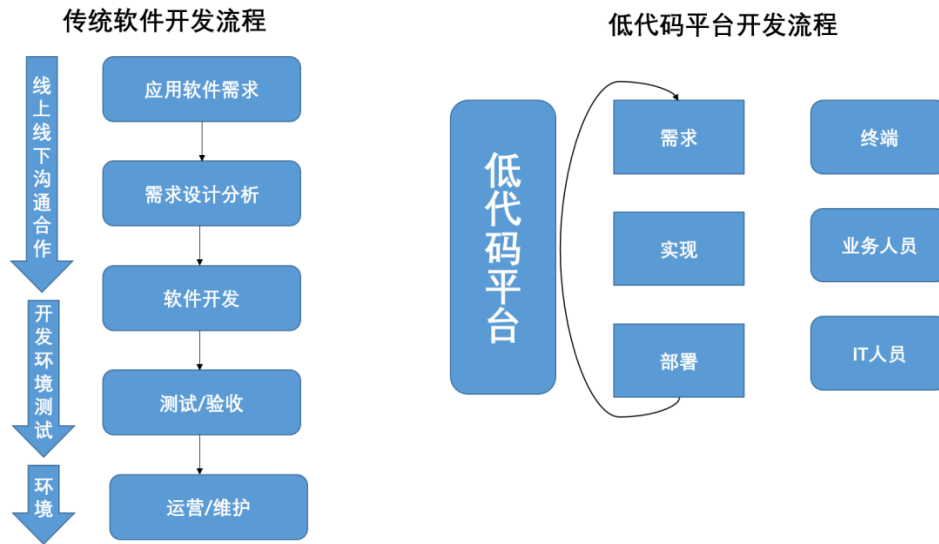 传统软件开发流程
线上线下沟通合作
开发环境测试
环境
应用软件需求
需求设计分析
软件开发
测试/验收
运营/维护
低代码平台开发流程
低代码平台
需求
实现
部署
终端
业务人员
IT人员